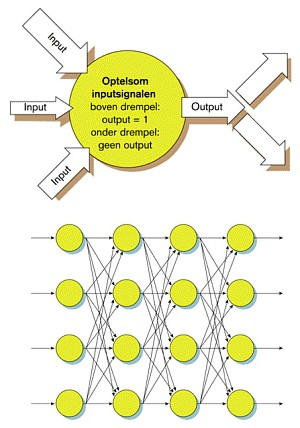 Input
Optelsom
inputsignalen
boven drempel:
output = 1
onder drempel:
geen output
Input
Output
Input